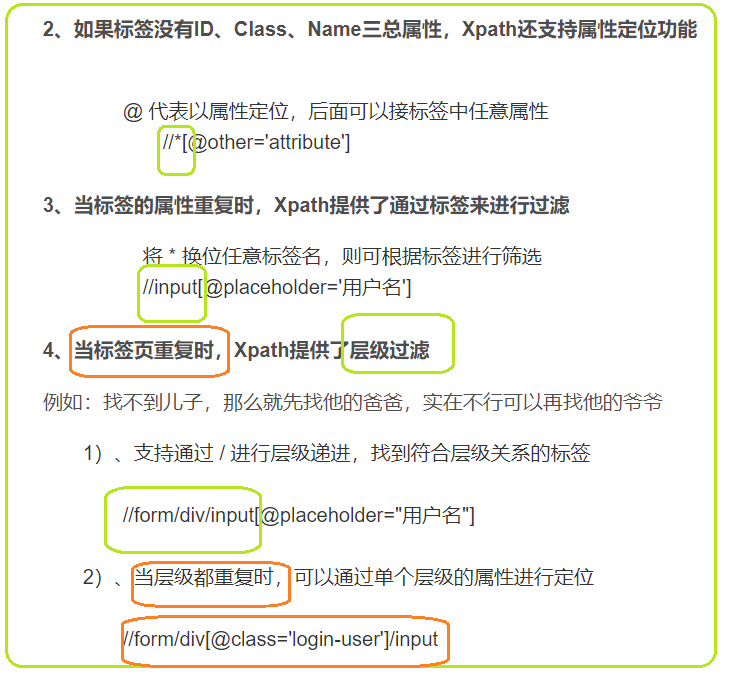 2、如果标签没有ID、Class、Name三总属性，Xpath还支持属性定位功能
@ 代表以属性定位，后面可以接标签中任意属性
//*[@other='attribute']
3、当标签的属性重复时，Xpath提供了通过标签来进行过滤
将 * 换位任意标签名，则可根据标签进行筛选
//input[@placeholder='用户名']
4、当标签页重复时，Xpath提供了层级过滤
例如：找不到儿子，那么就先找他的爸爸，实在不行可以再找他的爷爷
1）、支持通过 / 进行层级递进，找到符合层级关系的标签
//form/div/input[@placeholder="用户名"]
2）、当层级都重复时，可以通过单个层级的属性进行定位
//form/div[@class='login-user']/input